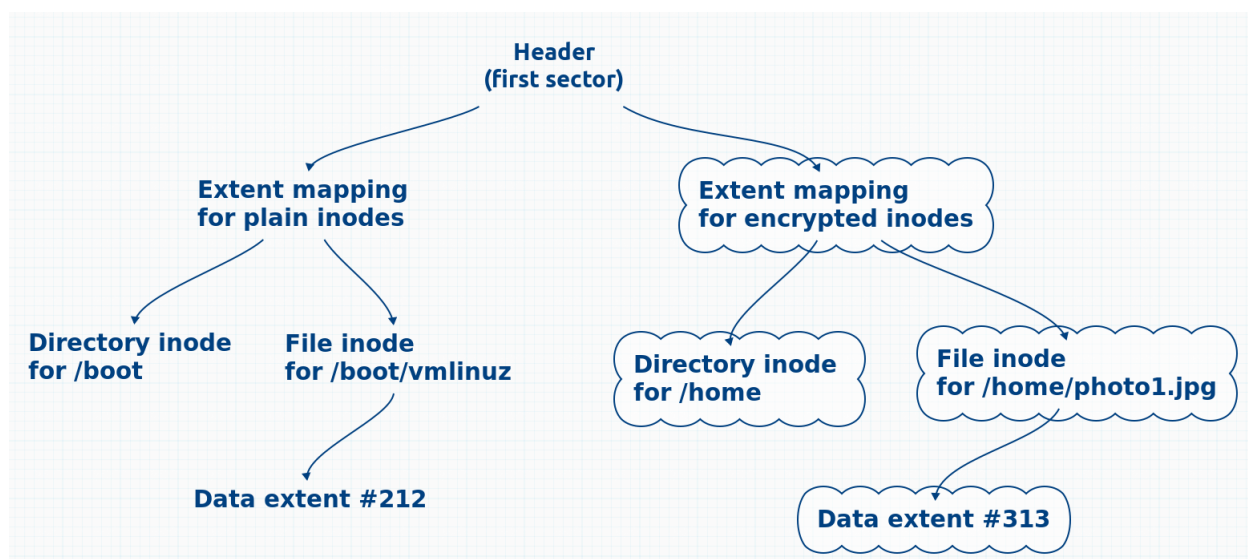 Header
(first sector)
Extent mapping
for plain inodes
Extent mapping
for encrypted inodes
Directory inode
for /boot
File inode
for /boot/vmlinuz
Directory inode
for /home
File inode
for /home/photo1.jpg
Data extent #212
Data extent #313